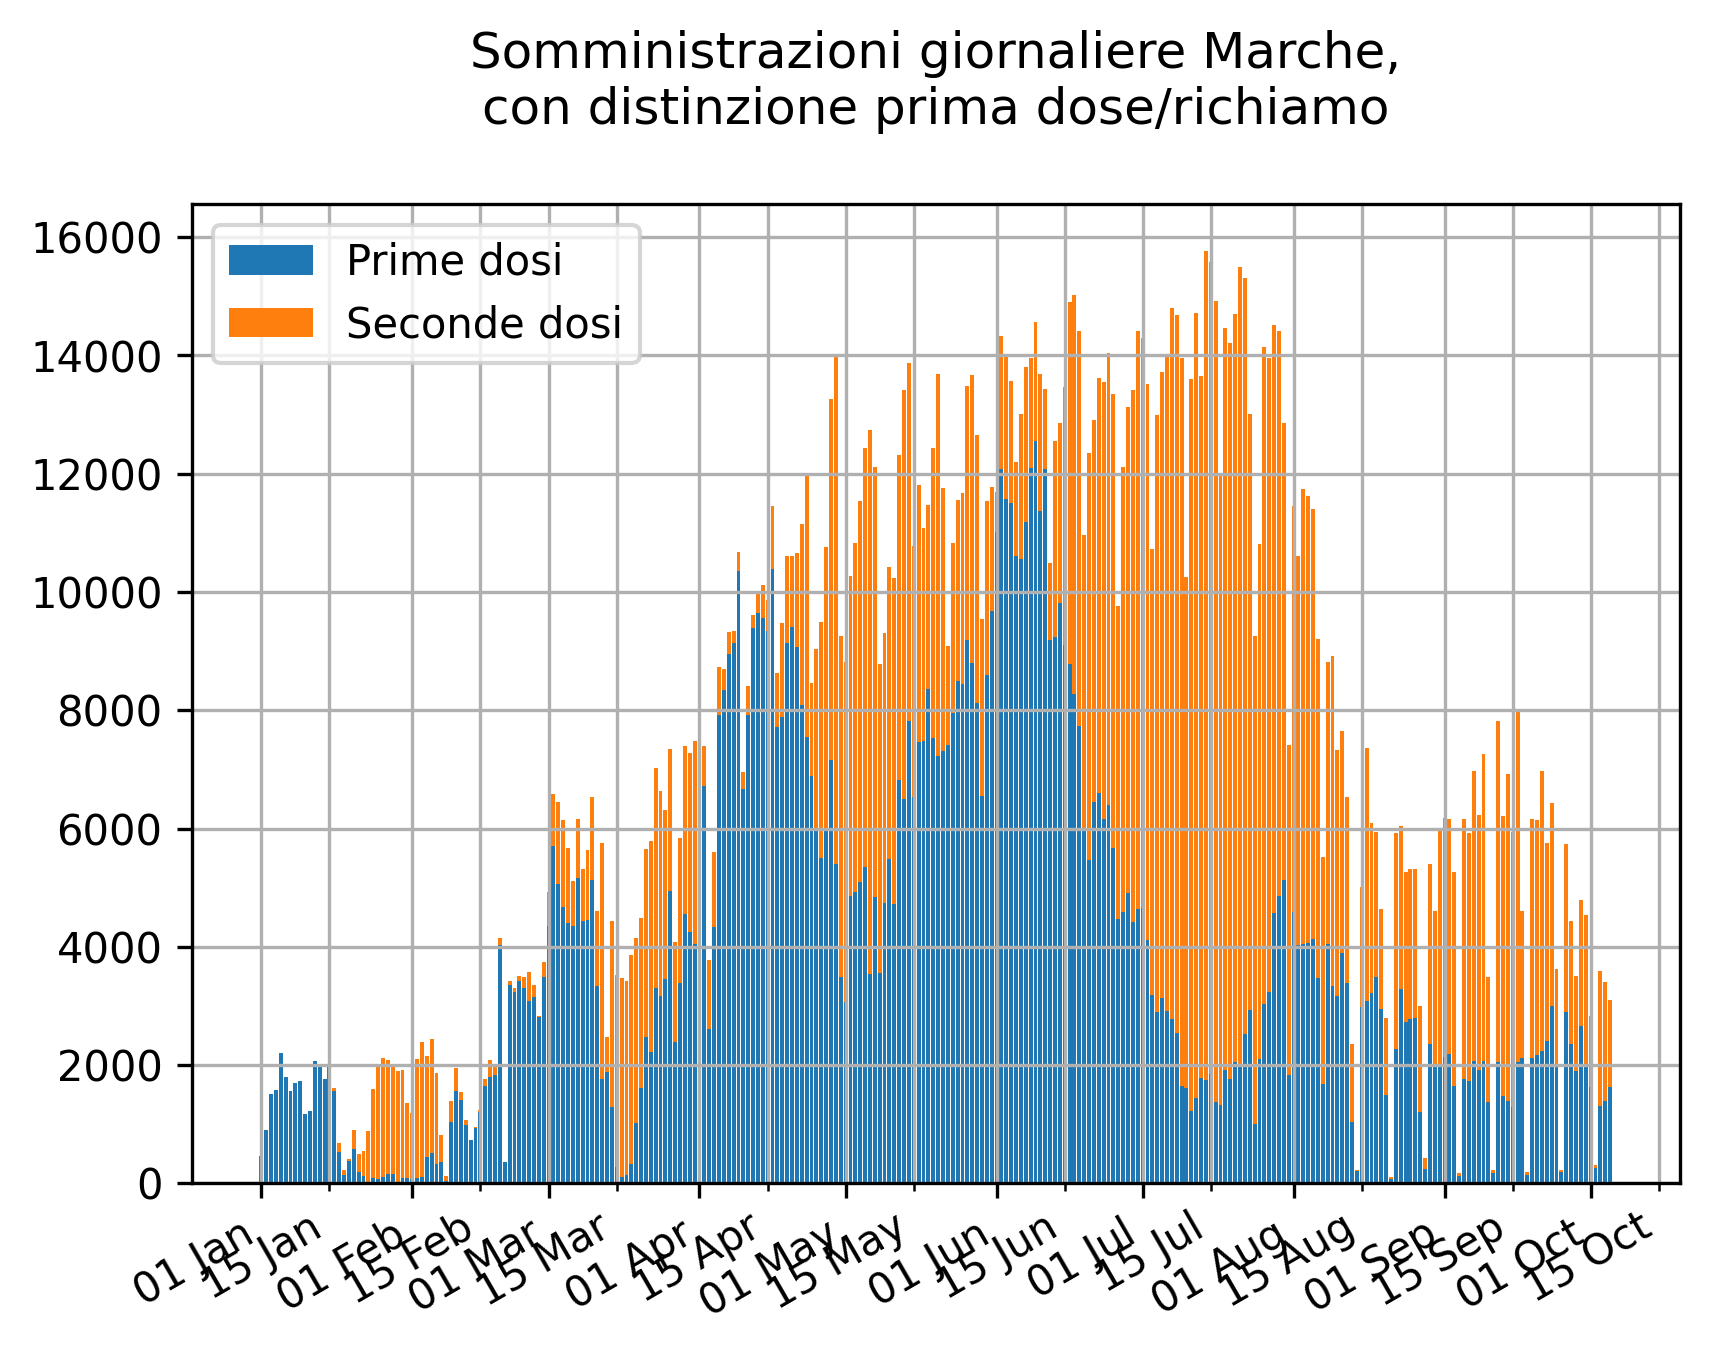 Somministrazioni giornaliere Marche,
con distinzione prima dose/richiamo
Prime dosi
Seconde dosi
16000
14000
12000
10000
8000
6000
4000
2000
0
01 Jan
15 Jan
01 Feb
15 Feb
01 Mar
15 Mar
01 Apr
15 Apr
01 May
15 May
01 Jun
15 Jun
01 Jul
15 Jul
01 Aug
15 Aug
01 Sep
15 Sep
01 Oct
15 Oct